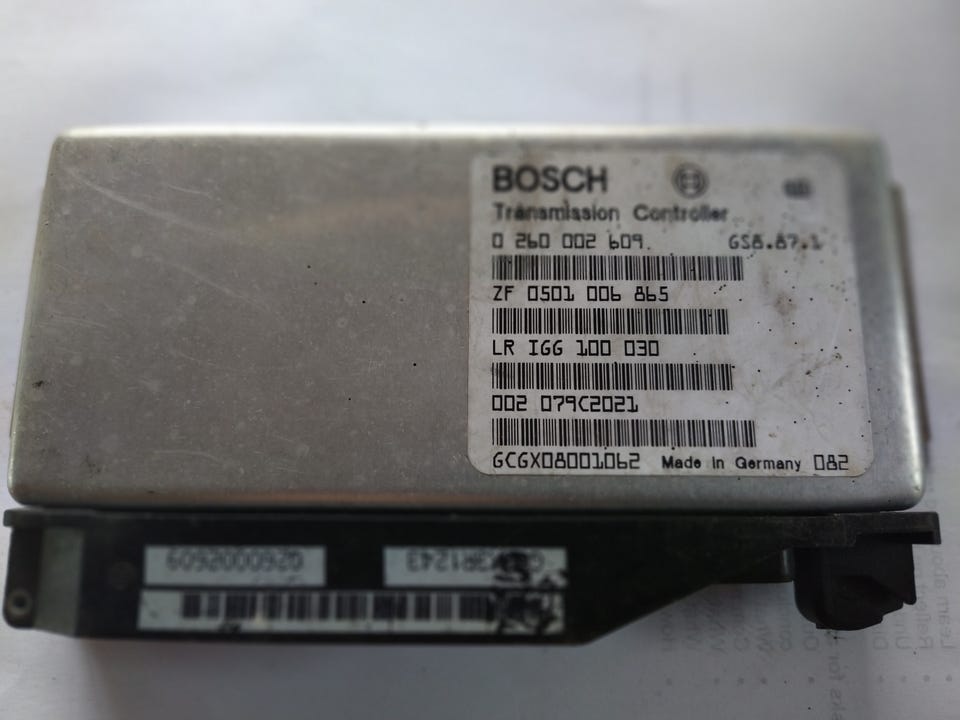 BOSCH
Transmission Controller
0 260 002 609 GS8.87.1
ZF 0501 006 865
LR IGG 100 030
002 079C2021
GCGX08001062 Made in Germany 082
0260002609